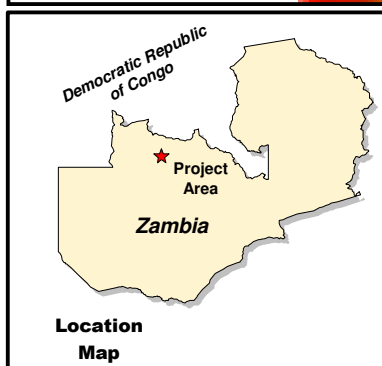 Democratic Republic
of Congo
Project
Area
Zambia
Location
Map